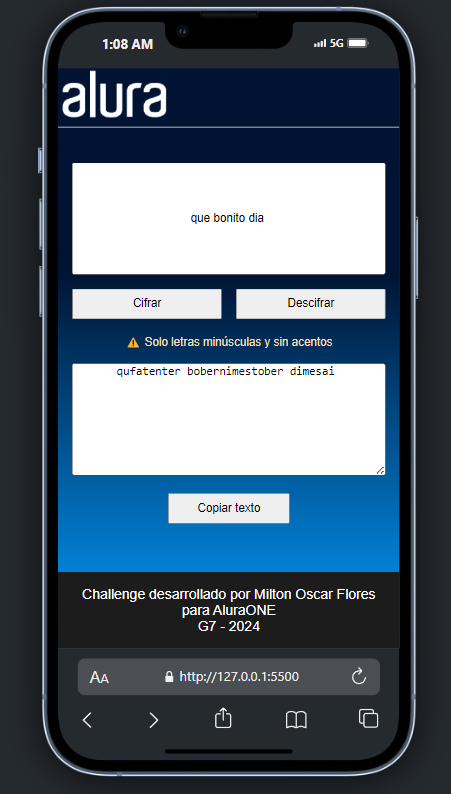 1:08 AM
5G
alura
que bonito dia
Cifrar
Descifrar
Solo letras minúsculas y sin acentos
qufatenter bobernimestober dimesai
Copiar texto
Challenge desarrollado por Milton Oscar Flores
para AluraONE
G7 - 2024
AA
http://127.0.0.1:5500